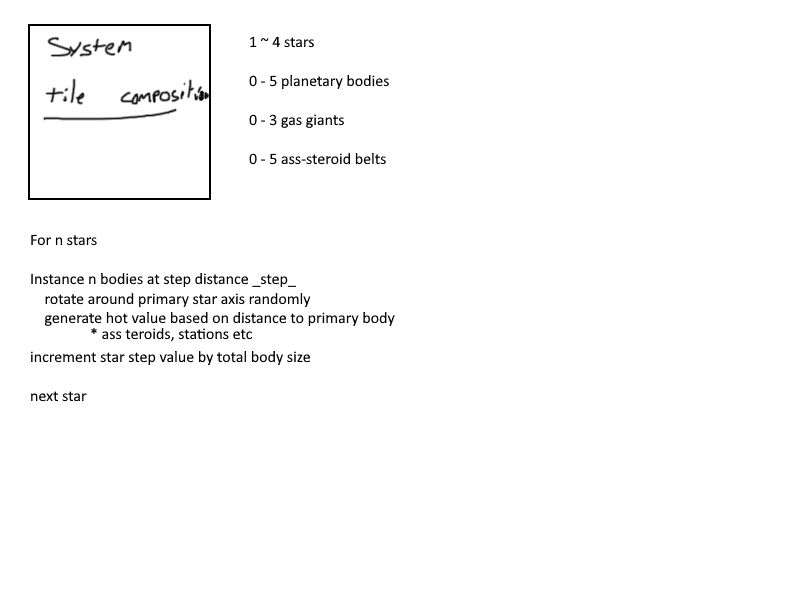 System
tile composition
1 ~ 4 stars
0 - 5 planetary bodies
0 - 3 gas giants
0 - 5 ass-steroid belts
For n stars
Instance n bodies at step distance _step_
rotate around primary star axis randomly
generate hot value based on distance to primary body
* ass teroids, stations etc
increment star step value by total body size
next star